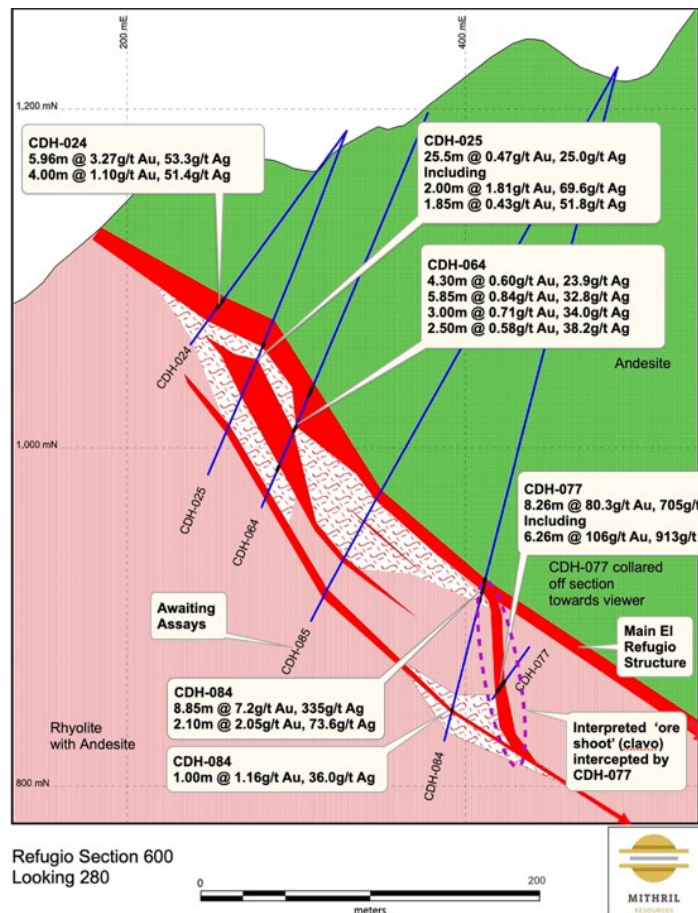 200 mE
400 mE
1,200 mN
CDH-024
5.96m @ 3.27g/t Au, 53.3g/t Ag
4.00m @ 1.10g/t Au, 51.4g/t Ag
CDH-025
25.5m @ 0.47g/t Au, 25.0g/t Ag
Including
2.00m @ 1.81g/t Au, 69.6g/t Ag
1.85m @ 0.43g/t Au, 51.8g/t Ag
CDH-064
4.30m @ 0.60g/t Au, 23.9g/t Ag
5.85m @ 0.84g/t Au, 32.8g/t Ag
3.00m @ 0.71g/t Au, 34.0g/t Ag
2.50m @ 0.58g/t Au, 38.2g/t Ag
CDH-024
Andesite
1,000 mN
CDH-025
CDH-064
CDH-077
8.26m @ 80.3g/t Au, 705g/t
Including
6.26m @ 106g/t Au, 913g/t
CDH-077 collared
off section
towards viewer
Awaiting
Assays
CDH-085
CDH-077
Main El
Refugio
Structure
CDH-084
8.85m @ 7.2g/t Au, 335g/t Ag
2.10m @ 2.05g/t Au, 73.6g/t Ag
Rhyolite
with Andesite
CDH-084
1.00m @ 1.16g/t Au, 36.0g/t Ag
CDH-084
Interpreted 'ore
shoot' (clavo)
intercepted by
CDH-077
800 mN
Refugio Section 600
Looking 280
0
200
meters
MITHRIL
RESOURCES